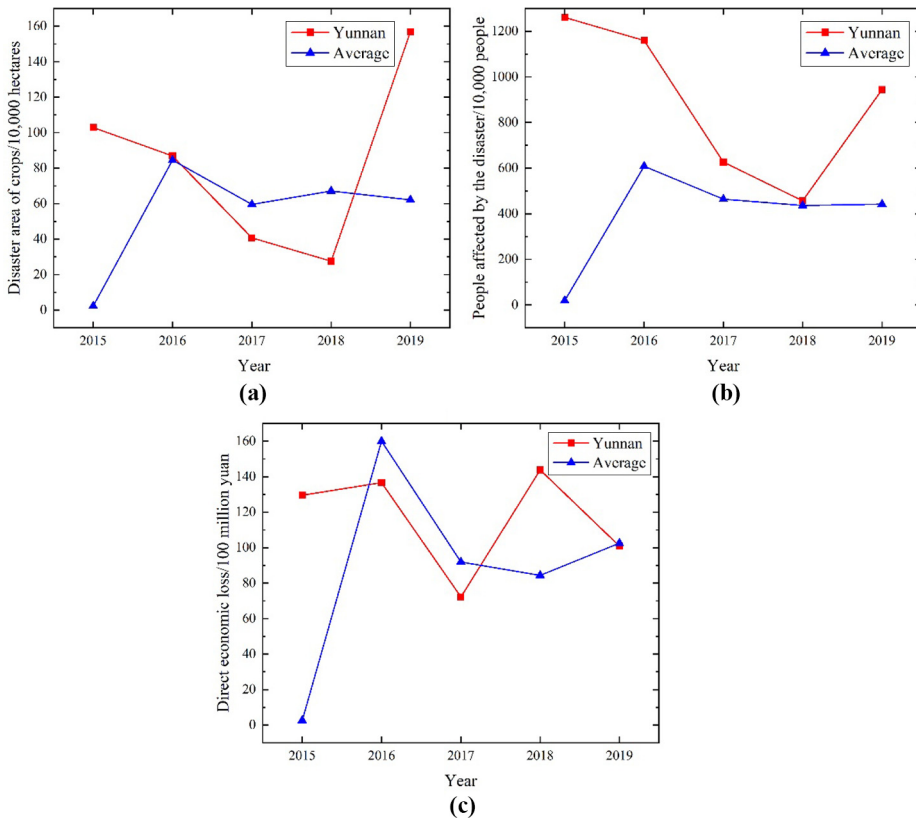 Disaster area of crops/10,000 hectares
160
140
120
100
80
60
40
20
0
Yunnan
Average
2015 2016 2017 2018 2019
Year
(a)
People affected by the disaster/10,000 people
1200
1000
800
600
400
200
0
Yunnan
Average
2015 2016 2017 2018 2019
Year
(b)
Direct economic loss/100 million yuan
160
140
120
100
80
60
40
20
0
Yunnan
Average
2015 2016 2017 2018 2019
Year
(c)